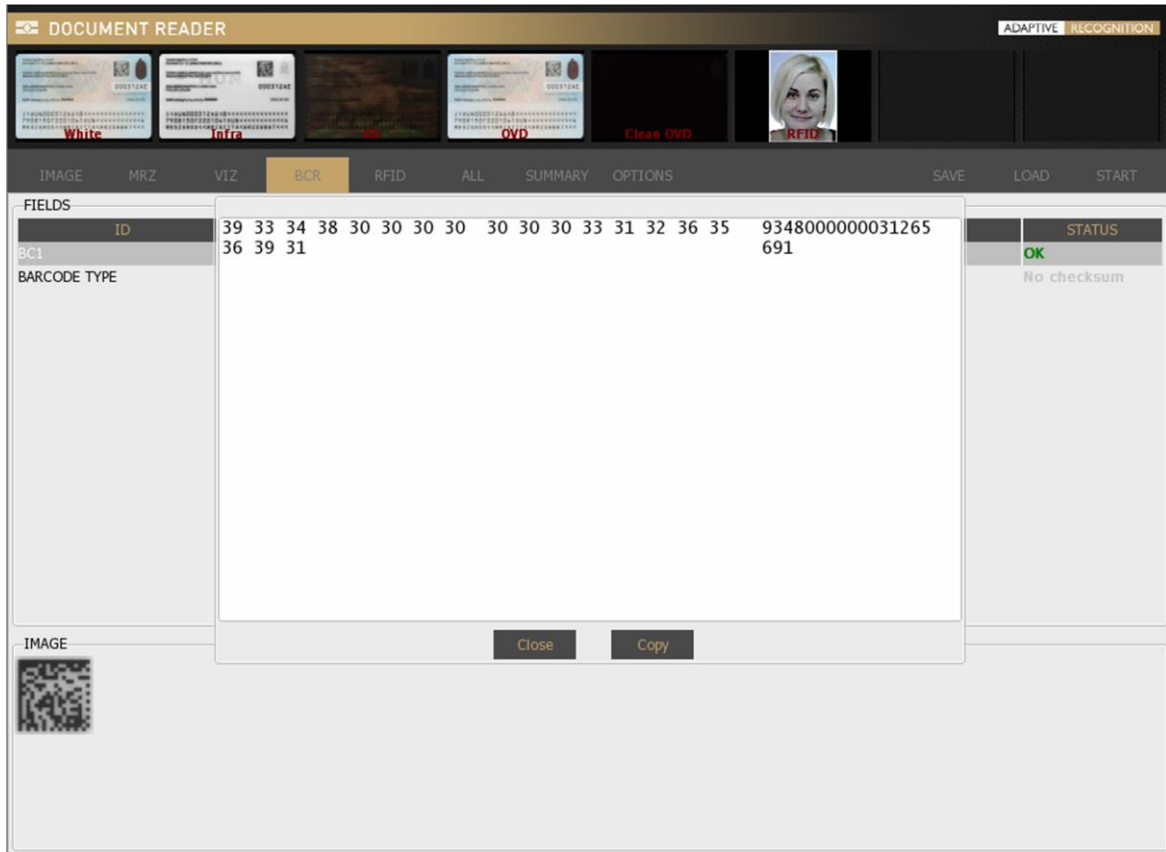 DOCUMENT READER
ADAPTIVE RECOGNITION
White
Infra
UV
OVD
Clean OVD
RFID
IMAGE MRZ VIZ BCR RFID ALL SUMMARY OPTIONS SAVE LOAD START
FIELDS
ID STATUS
39 33 34 38 30 30 30 30 30 30 30 33 31 32 36 35 9348000000031265
36 39 31 691
BC1 OK
BARCODE TYPE No checksum
Close Copy
IMAGE